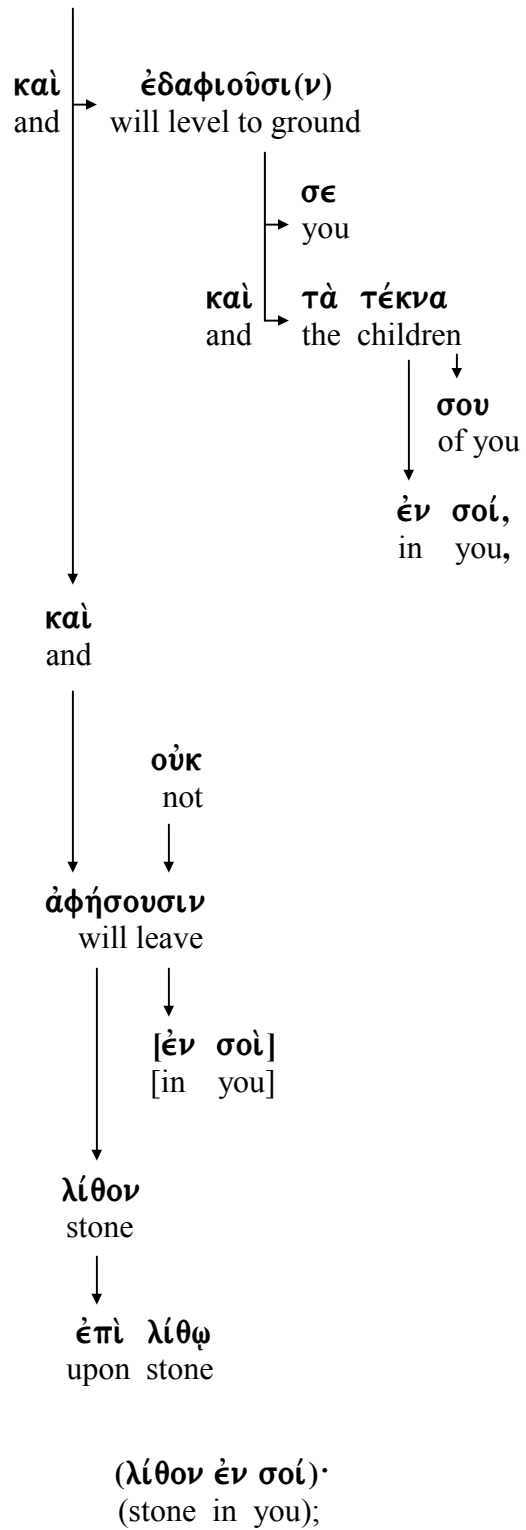 καὶ ἐδαφιοῦσι(ν)
and will level to ground
σε
you
καὶ τὰ τέκνα
and the children
σου
of you
ἐν σοί,
in you,
καὶ
and
οὐκ
not
ἀφήσουσιν
will leave
[ἐν σοὶ]
[in you]
λίθον
stone
ἐπὶ λίθῳ
upon stone
(λίθον ἐν σοί)·
(stone in you);